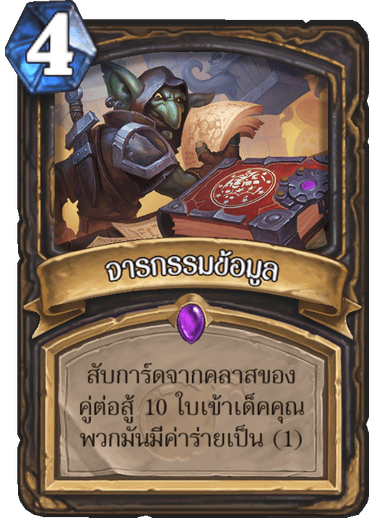 4
จารกรรมข้อมูล
สับการ์ดจากคลาสของ
คู่ต่อสู้ 10 ใบเข้าเด็คคุณ
พวกมันมีค่าร่ายเป็น (1)